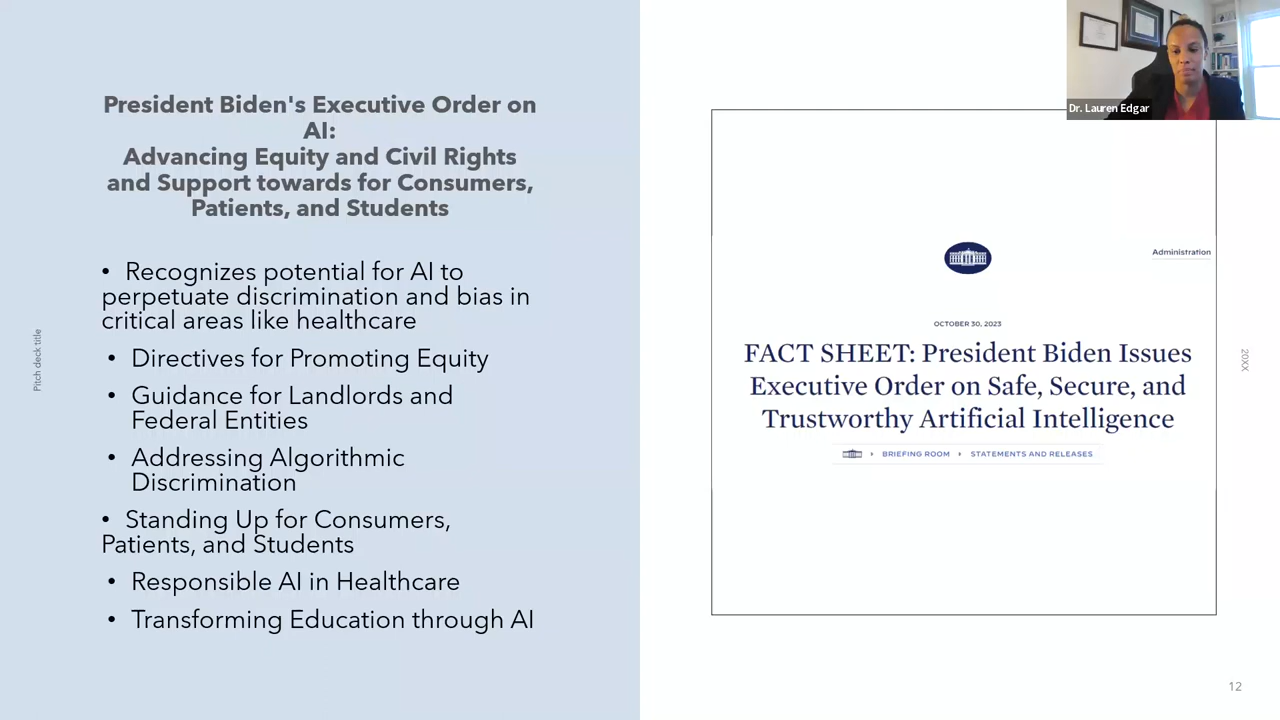 President Biden's Executive Order on
AI:
Advancing Equity and Civil Rights
and Support towards for Consumers,
Patients, and Students
• Recognizes potential for AI to
perpetuate discrimination and bias in
critical areas like healthcare
• Directives for Promoting Equity
• Guidance for Landlords and
Federal Entities
• Addressing Algorithmic
Discrimination
• Standing Up for Consumers,
Patients, and Students
• Responsible AI in Healthcare
• Transforming Education through AI
Pitch deck title
Dr. Lauren Edgar
Administration
OCTOBER 30, 2023
FACT SHEET: President Biden Issues
Executive Order on Safe, Secure, and
Trustworthy Artificial Intelligence
BRIEFING ROOM
STATEMENTS AND RELEASES
20XX
12